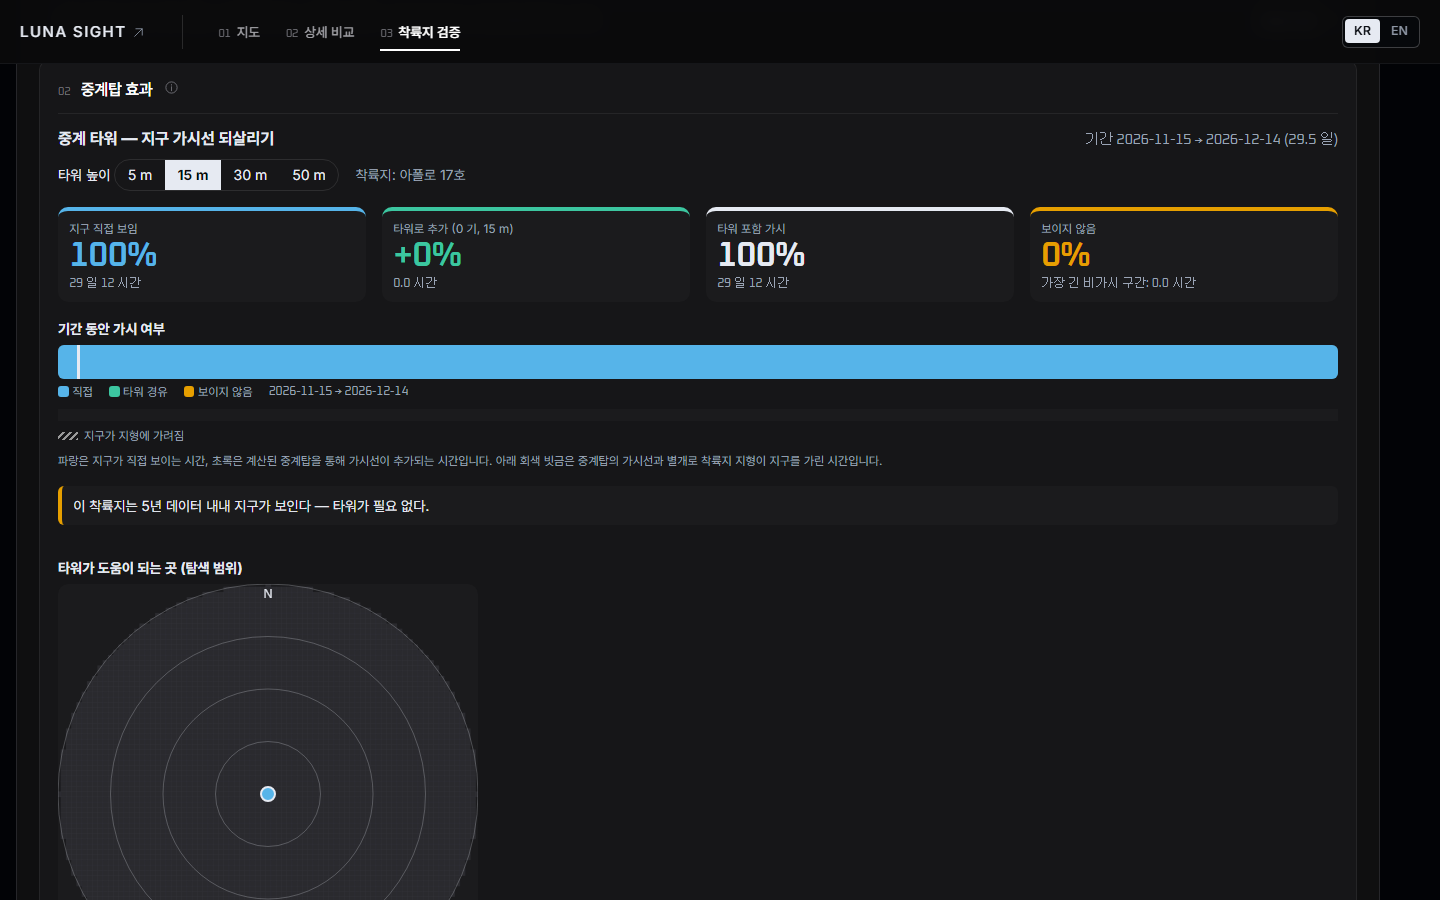 LUNA SIGHT ↗
01 지도
02 상세 비교
03 착륙지 검증
KR EN
02 중계탑 효과 ⓘ
중계 타워 — 지구 가시선 되살리기
기간 2026-11-15 → 2026-12-14 (29.5 일)
타워 높이 5 m 15 m 30 m 50 m 착륙지: 아폴로 17호
지구 직접 보임
100%
29 일 12 시간
타워로 추가 (0 기, 15 m)
+0%
0.0 시간
타워 포함 가시
100%
29 일 12 시간
보이지 않음
0%
가장 긴 비가시 구간: 0.0 시간
기간 동안 가시 여부
직접 타워 경유 보이지 않음 2026-11-15 → 2026-12-14
지구가 지형에 가려짐
파랑은 지구가 직접 보이는 시간, 초록은 계산된 중계탑을 통해 가시선이 추가되는 시간입니다. 아래 회색 빗금은 중계탑의 가시선과 별개로 착륙지 지형이 지구를 가린 시간입니다.
이 착륙지는 5년 데이터 내내 지구가 보인다 — 타워가 필요 없다.
타워가 도움이 되는 곳 (탐색 범위)
N